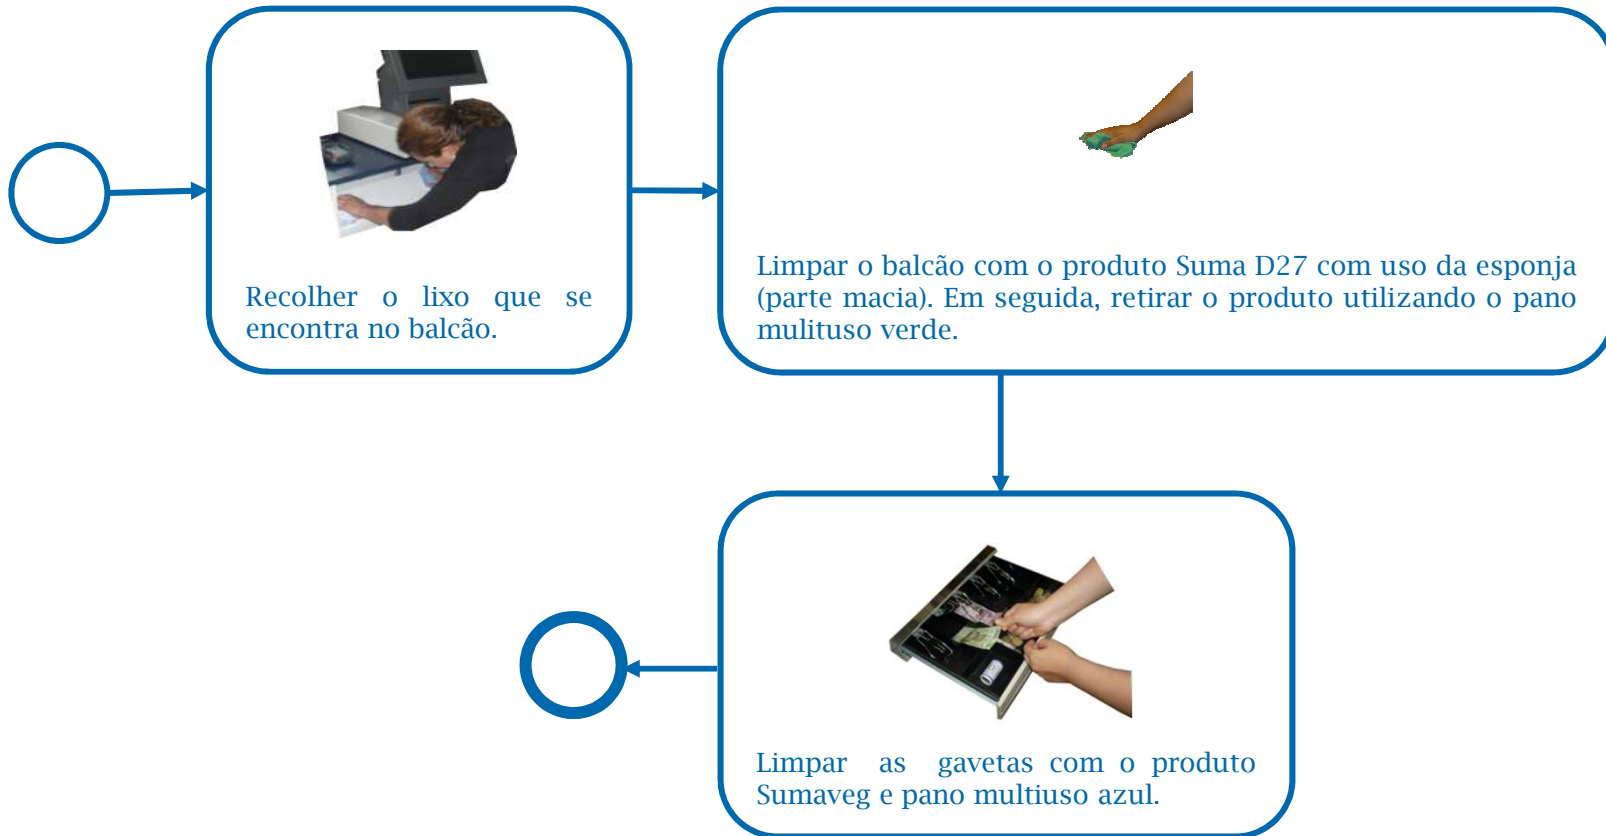 Recolher o lixo que se
encontra no balcão.
Limpar o balcão com o produto Suma D27 com uso da esponja
(parte macia). Em seguida, retirar o produto utilizando o pano
mulituso verde.
Limpar as gavetas com o produto
Sumaveg e pano multiuso azul.